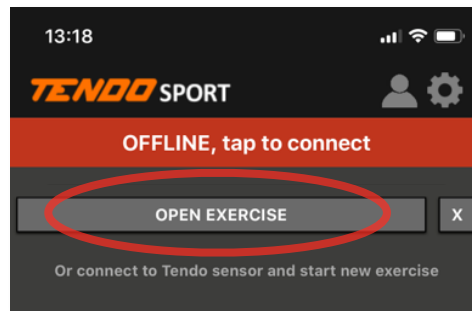 13:18
TENDO SPORT
OFFLINE, tap to connect
OPEN EXERCISE
X
Or connect to Tendo sensor and start new exercise